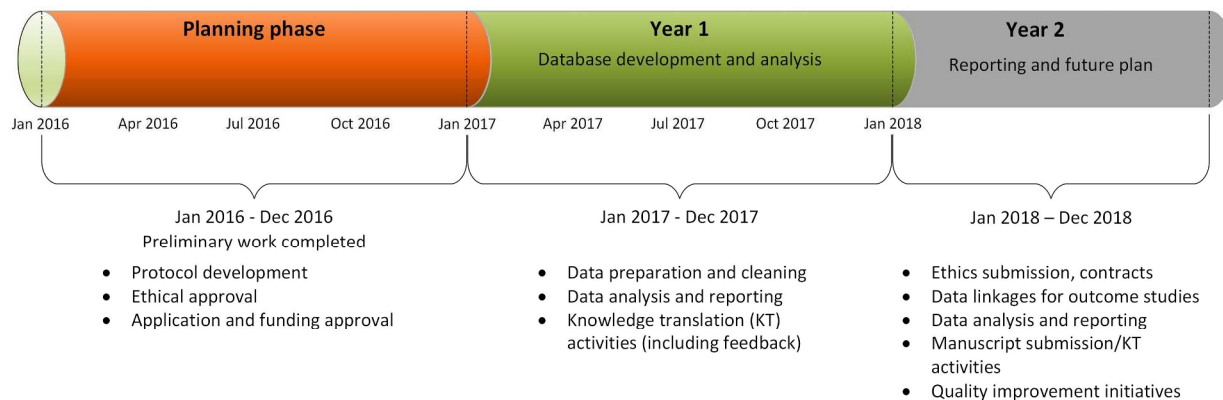 Planning phase
Year 1
Year 2
Database development and analysis
Reporting and future plan
Jan 2016
Apr 2016
Jul 2016
Oct 2016
Jan 2017
Apr 2017
Jul 2017
Oct 2017
Jan 2018
Jan 2016 - Dec 2016
Preliminary work completed
• Protocol development
• Ethical approval
• Application and funding approval
Jan 2017 - Dec 2017
• Data preparation and cleaning
• Data analysis and reporting
• Knowledge translation (KT)
activities (including feedback)
Jan 2018 – Dec 2018
• Ethics submission, contracts
• Data linkages for outcome studies
• Data analysis and reporting
• Manuscript submission/KT
activities
• Quality improvement initiatives